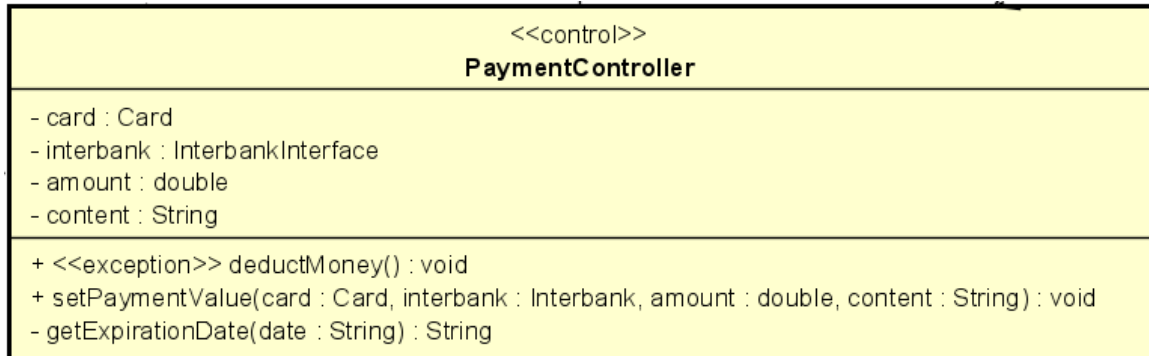 <<control>>
PaymentController
- card : Card
- interbank : InterbankInterface
- amount : double
- content : String
+ <<exception>> deductMoney() : void
+ setPaymentValue(card : Card, interbank : Interbank, amount : double, content : String) : void
- getExpirationDate(date : String) : String